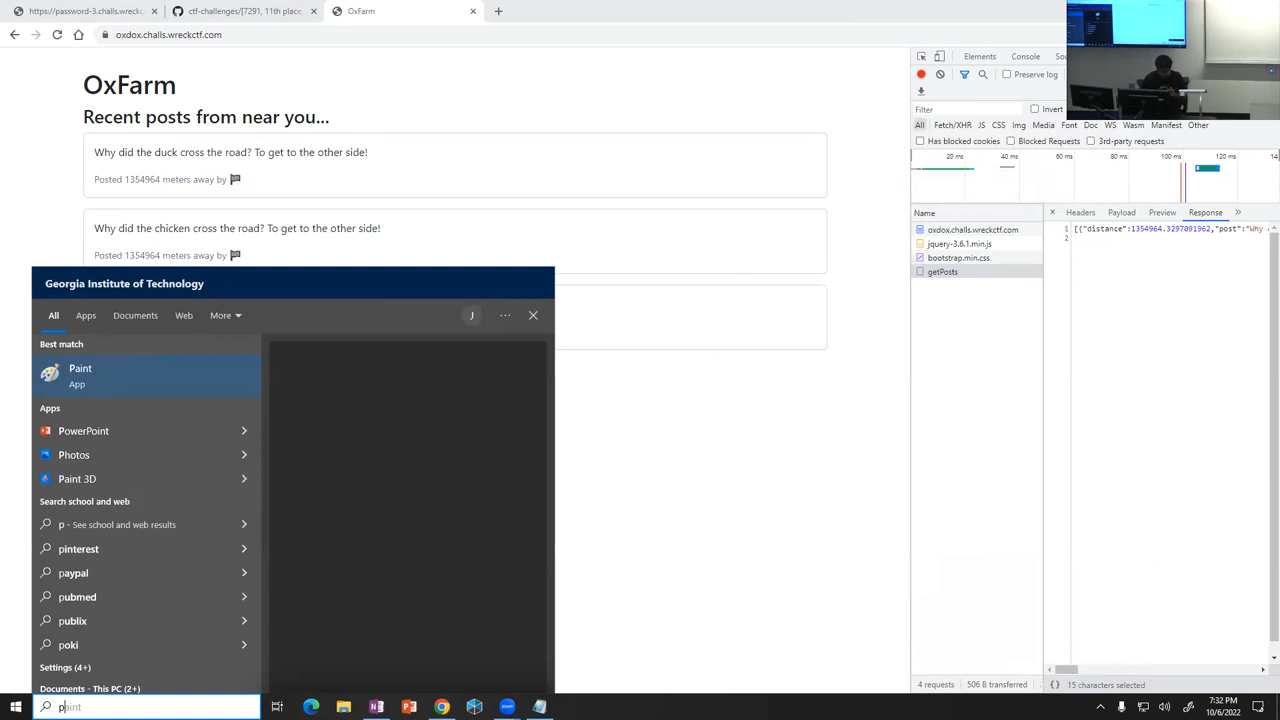 https://password-3.challs.wreckct
ctf-challenges/[7Z91, 11th place,
OxFarm
oxdox.challs.wreckctf.com
OxFarm
Recent posts from near you...
Why did the duck cross the road? To get to the other side!
Posted 1354964 meters away by
Why did the chicken cross the road? To get to the other side!
Posted 1354964 meters away by
Georgia Institute of Technology
All Apps Documents Web More
J
Best match
Paint
App
Apps
PowerPoint
Photos
Paint 3D
Search school and web
p - See school and web results
pinterest
paypal
pubmed
publix
poki
Settings (4+)
Documents - This PC (2+)
paint
Elements Console Sou
Preserve log
Filter
Invert
All Fetch/XHR JS CSS Img Media Font Doc WS Wasm Manifest Other
Has blocked cookies Blocked Requests 3rd-party requests
20 ms 40 ms 60 ms 80 ms 100 ms 120 ms 14
Name
Headers Payload Preview Response
oxdox.challs.wreckctf.com
jquery-3.6.1.min.js
bootstrap.min.css
getPosts
1 [{"distance":1354964.3297091962,"post":"Why
2
4 requests 506 B transferred
15 characters selected
zoom
7:32 PM
10/6/2022